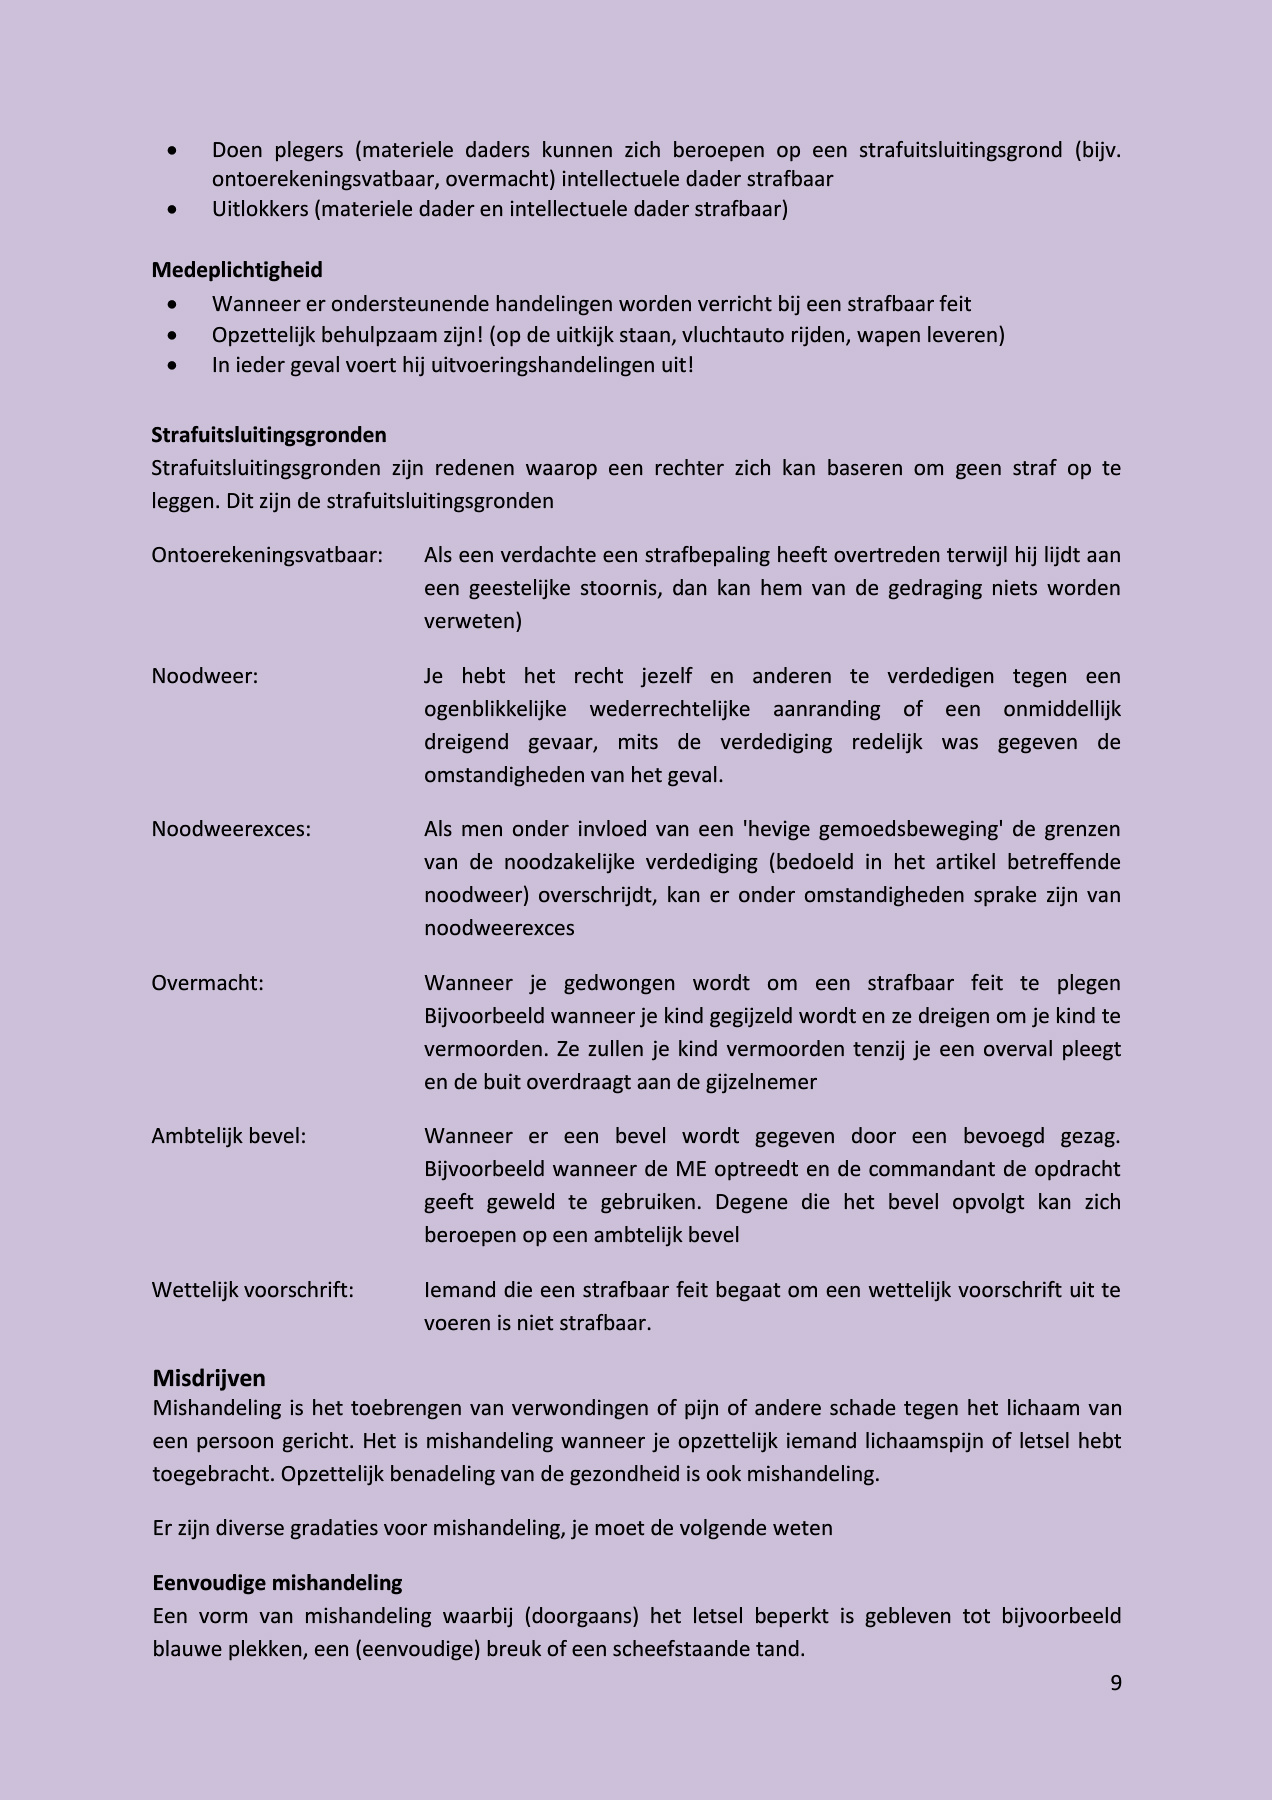 • Doen plegers (materiele daders kunnen zich beroepen op een strafuitsluitingsgrond (bijv.
ontoerekeningsvatbaar, overmacht) intellectuele dader strafbaar
• Uitlokkers (materiele dader en intellectuele dader strafbaar)
Medeplichtigheid
• Wanneer er ondersteunende handelingen worden verricht bij een strafbaar feit
• Opzettelijk behulpzaam zijn! (op de uitkijk staan, vluchtauto rijden, wapen leveren)
• In ieder geval voert hij uitvoeringshandelingen uit!
Strafuitsluitingsgronden
Strafuitsluitingsgronden zijn redenen waarop een rechter zich kan baseren om geen straf op te
leggen. Dit zijn de strafuitsluitingsgronden
Ontoerekeningsvatbaar: Als een verdachte een strafbepaling heeft overtreden terwijl hij lijdt aan
een geestelijke stoornis, dan kan hem van de gedraging niets worden
verweten)
Noodweer: Je hebt het recht jezelf en anderen te verdedigen tegen een
ogenblikkelijke wederrechtelijke aanranding of een onmiddellijk
dreigend gevaar, mits de verdediging redelijk was gegeven de
omstandigheden van het geval.
Noodweerexces: Als men onder invloed van een 'hevige gemoedsbeweging' de grenzen
van de noodzakelijke verdediging (bedoeld in het artikel betreffende
noodweer) overschrijdt, kan er onder omstandigheden sprake zijn van
noodweerexces
Overmacht: Wanneer je gedwongen wordt om een strafbaar feit te plegen
Bijvoorbeeld wanneer je kind gegijzeld wordt en ze dreigen om je kind te
vermoorden. Ze zullen je kind vermoorden tenzij je een overval pleegt
en de buit overdraagt aan de gijzelnemer
Ambtelijk bevel: Wanneer er een bevel wordt gegeven door een bevoegd gezag.
Bijvoorbeeld wanneer de ME optreedt en de commandant de opdracht
geeft geweld te gebruiken. Degene die het bevel opvolgt kan zich
beroepen op een ambtelijk bevel
Wettelijk voorschrift: Iemand die een strafbaar feit begaat om een wettelijk voorschrift uit te
voeren is niet strafbaar.
Misdrijven
Mishandeling is het toebrengen van verwondingen of pijn of andere schade tegen het lichaam van
een persoon gericht. Het is mishandeling wanneer je opzettelijk iemand lichaamspijn of letsel hebt
toegebracht. Opzettelijk benadeling van de gezondheid is ook mishandeling.
Er zijn diverse gradaties voor mishandeling, je moet de volgende weten
Eenvoudige mishandeling
Een vorm van mishandeling waarbij (doorgaans) het letsel beperkt is gebleven tot bijvoorbeeld
blauwe plekken, een (eenvoudige) breuk of een scheefstaande tand.
9